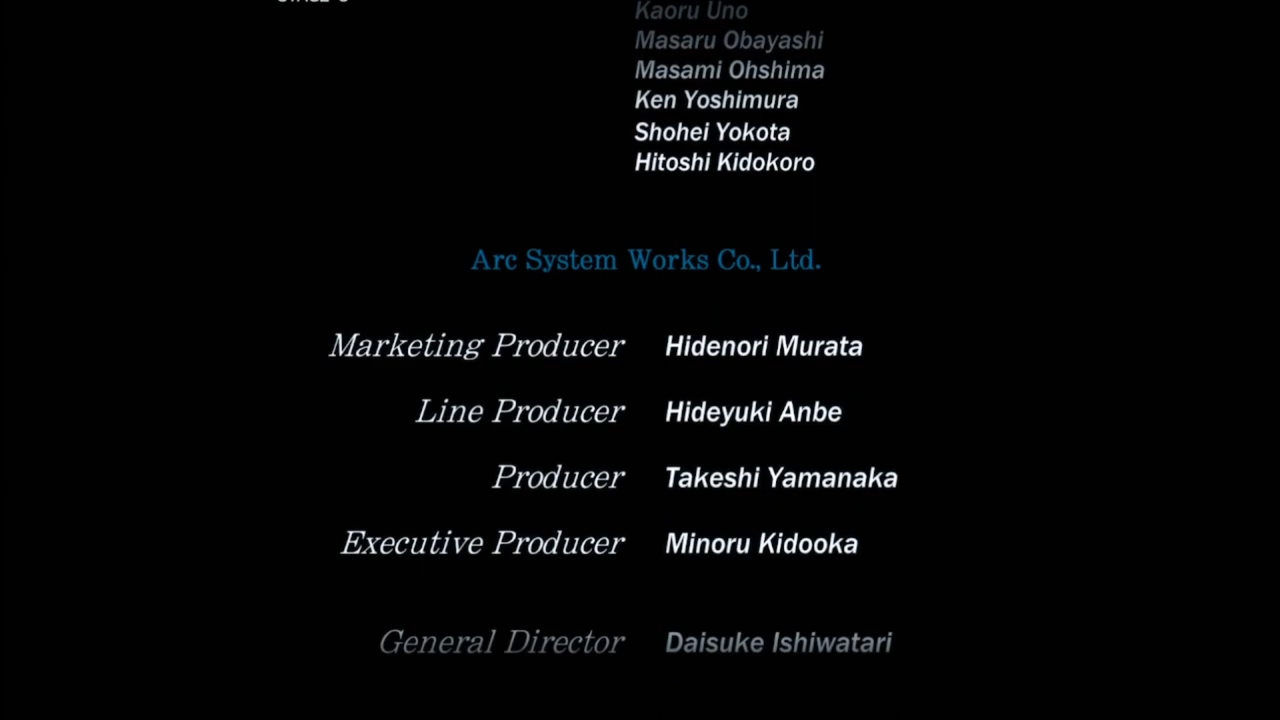 Kaoru Uno
Masaru Obayashi
Masami Ohshima
Ken Yoshimura
Shohei Yokota
Hitoshi Kidokoro
Arc System Works Co., Ltd.
Marketing Producer Hidenori Murata
Line Producer Hideyuki Anbe
Producer Takeshi Yamanaka
Executive Producer Minoru Kidooka
General Director Daisuke Ishiwatari